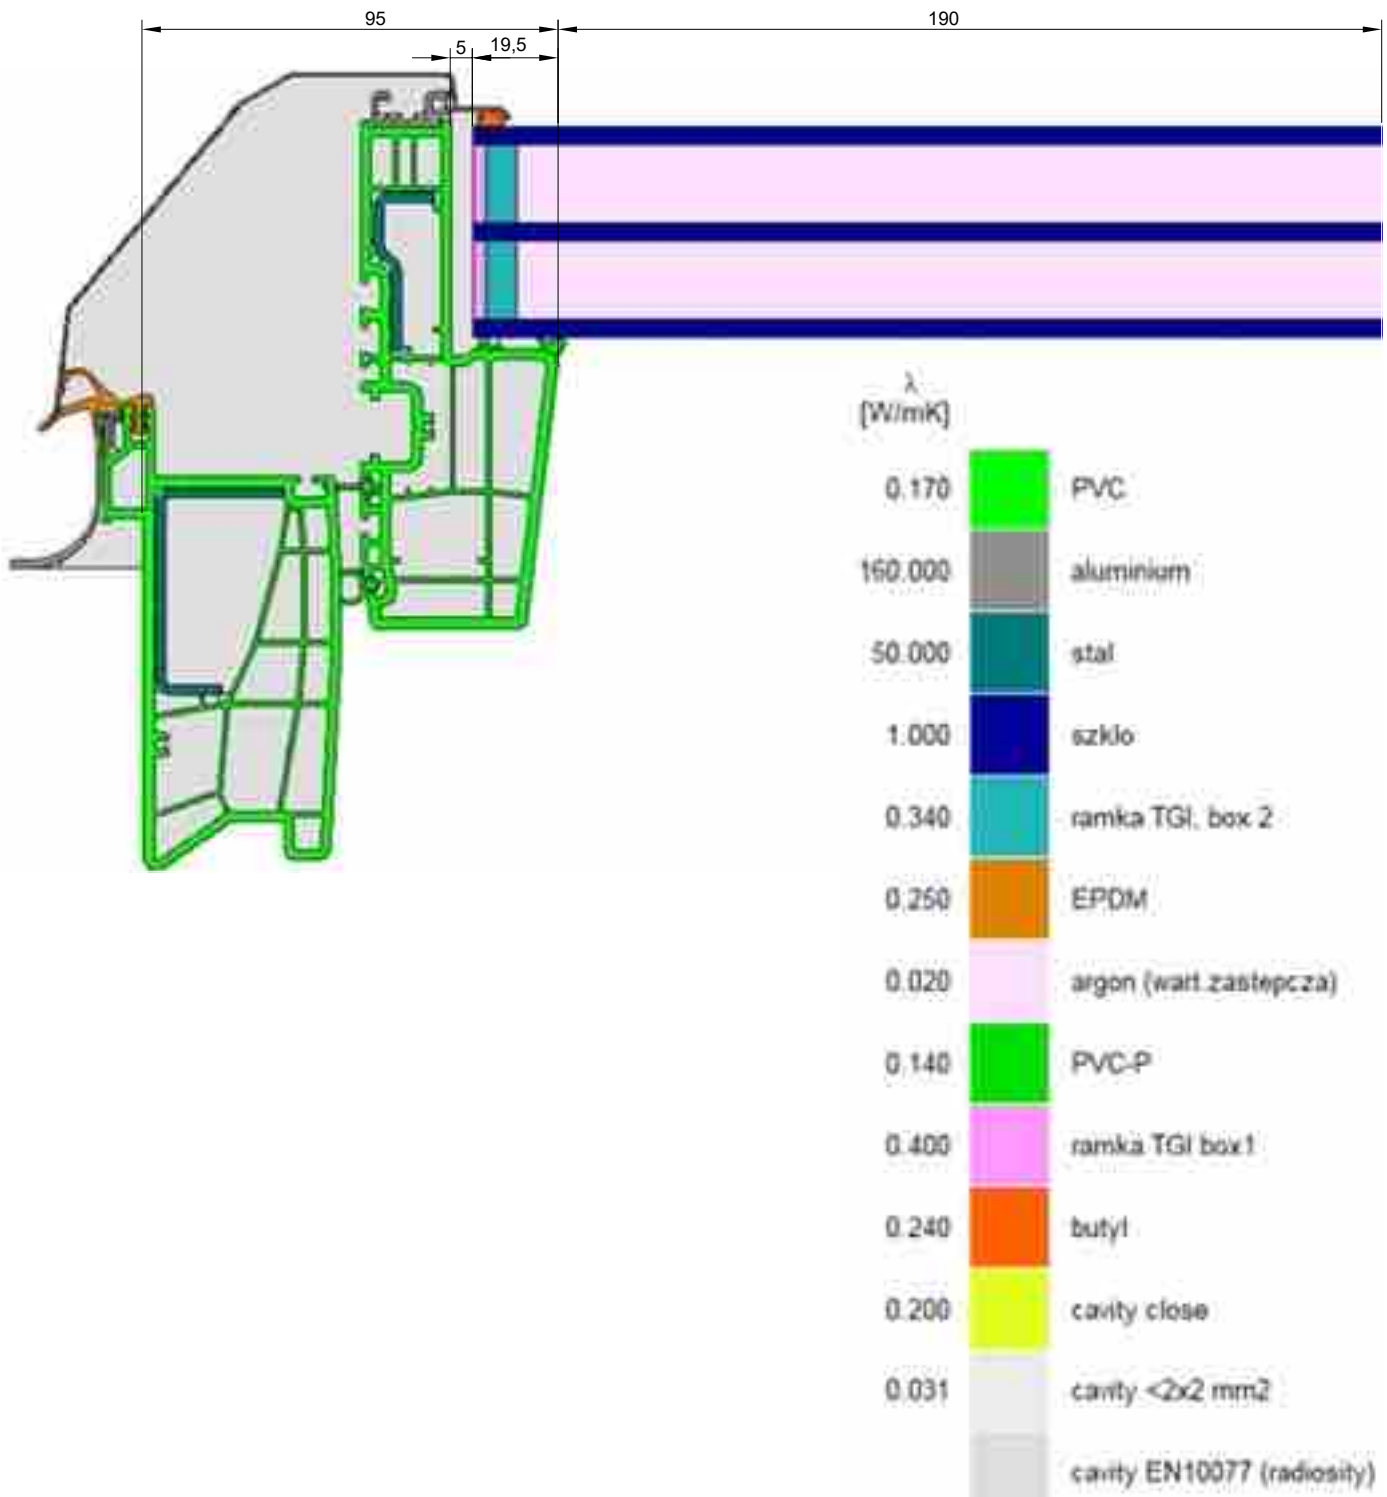 95
190
5
19,5
λ
[W/mK]
0.170 PVC
160.000 aluminium
50.000 stal
1.000 szklo
0.340 ramka TGI, box 2
0.250 EPDM
0.020 argon (wart.zastepcza)
0.140 PVC-P
0.400 ramka TGI box1
0.240 butyl
0.200 cavity close
0.031 cavity <2x2 mm2
cavity EN10077 (radiosity)